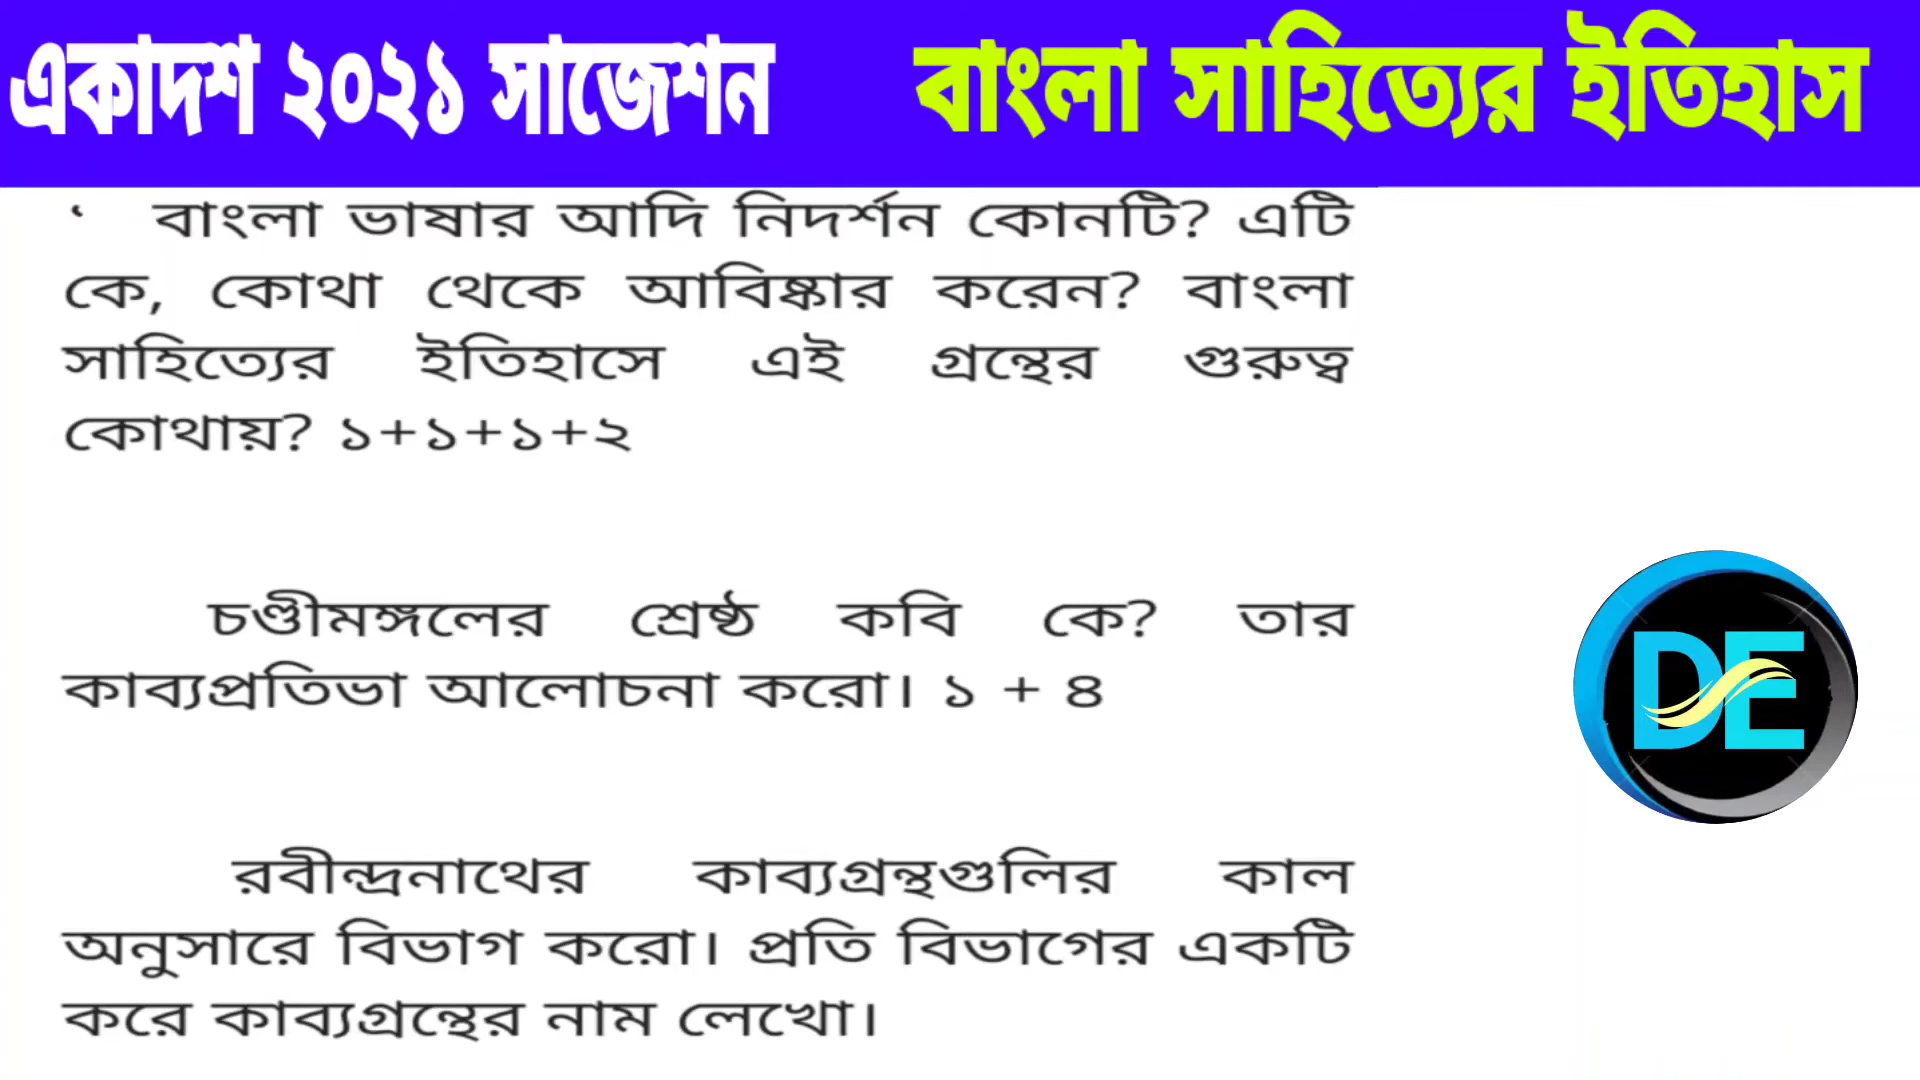 একাদশ ২০২১ সাজেশন
বাংলা সাহিত্যের ইতিহাস
বাংলা ভাষার আদি নিদর্শন কোনটি? এটি
কে, কোথা থেকে আবিষ্কার করেন? বাংলা
সাহিত্যের ইতিহাসে এই গ্রন্থের গুরুত্ব
কোথায়? ১+১+১+২
চণ্ডীমঙ্গলের শ্রেষ্ঠ কবি কে? তার
কাব্যপ্রতিভা আলোচনা করো। ১ + ৪
রবীন্দ্রনাথের কাব্যগ্রন্থগুলির কাল
অনুসারে বিভাগ করো। প্রতি বিভাগের একটি
করে কাব্যগ্রন্থের নাম লেখো।
DE